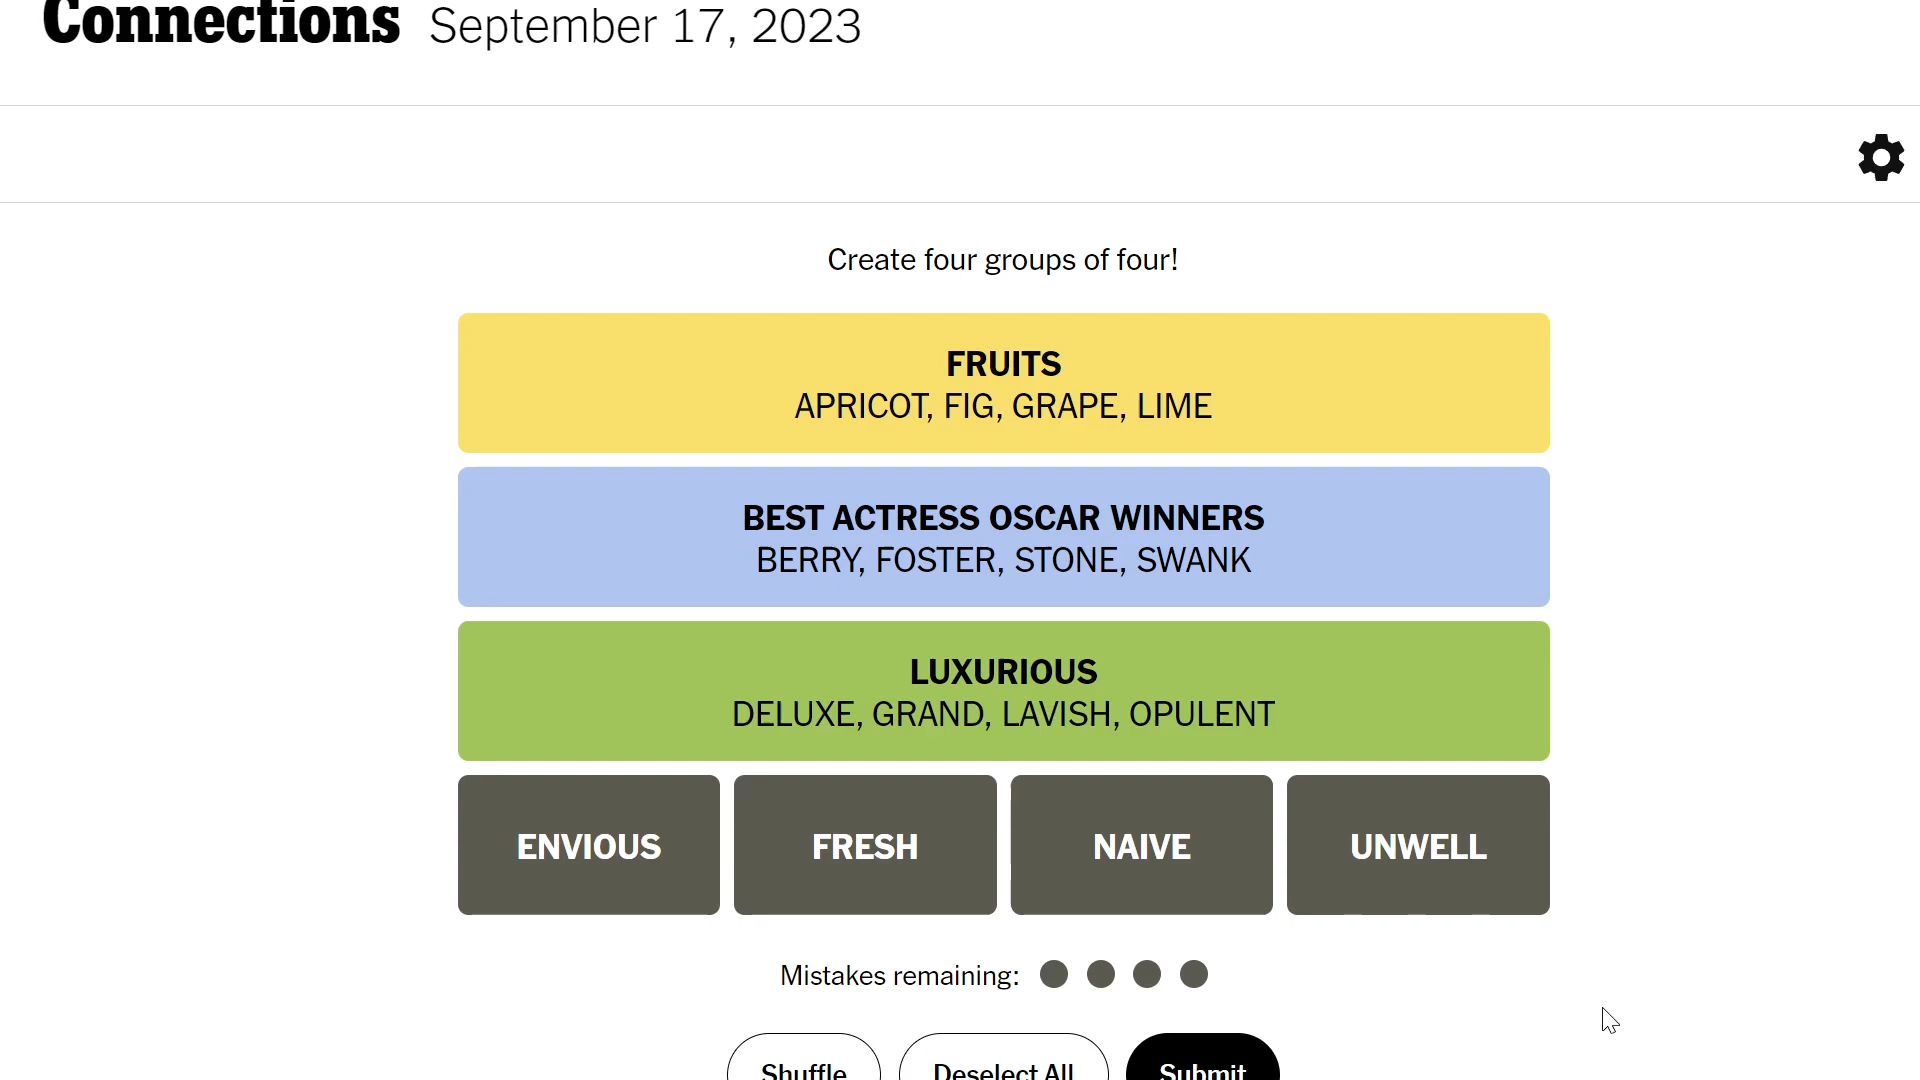 Connections September 17, 2023
Create four groups of four!
FRUITS
APRICOT, FIG, GRAPE, LIME
BEST ACTRESS OSCAR WINNERS
BERRY, FOSTER, STONE, SWANK
LUXURIOUS
DELUXE, GRAND, LAVISH, OPULENT
ENVIOUS FRESH NAIVE UNWELL
Mistakes remaining:
Shuffle Deselect All Submit